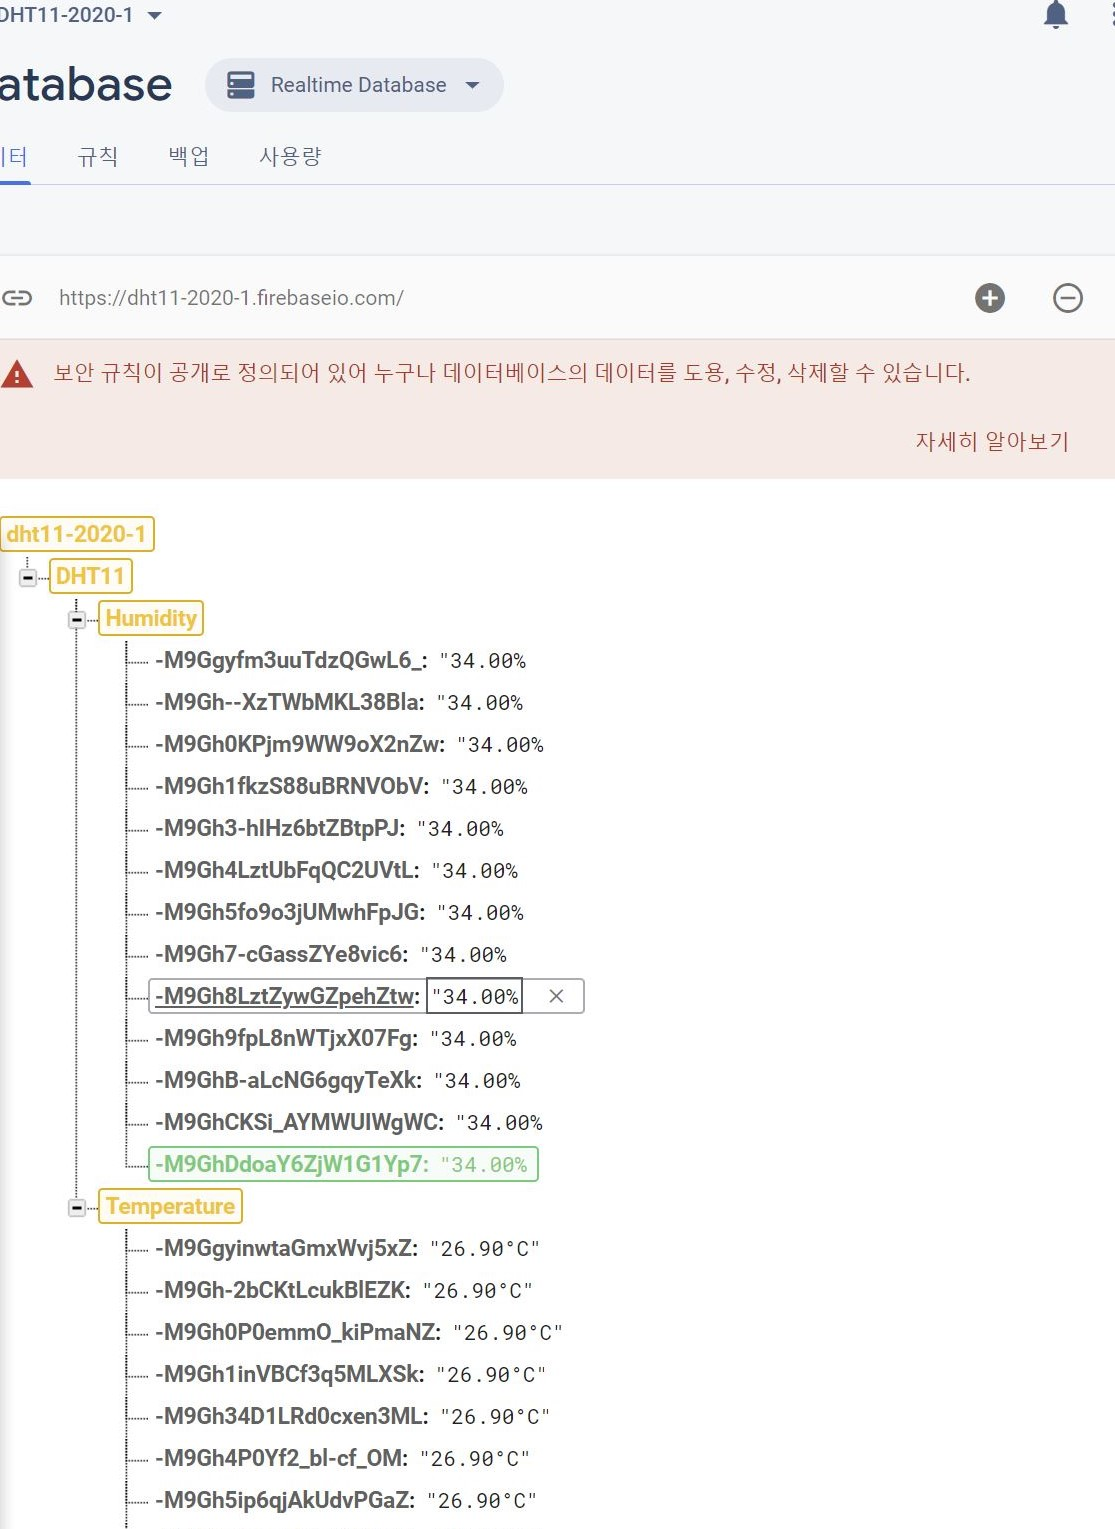 DHT11-2020-1
atabase
Realtime Database
터 규칙 백업 사용량
https://dht11-2020-1.firebaseio.com/
보안 규칙이 공개로 정의되어 있어 누구나 데이터베이스의 데이터를 도용, 수정, 삭제할 수 있습니다.
자세히 알아보기
dht11-2020-1
DHT11
Humidity
-M9Ggyfm3uuTdzQGwL6_: "34.00%
-M9Gh--XzTWbMKL38Bla: "34.00%
-M9Gh0KPjm9WW9oX2nZw: "34.00%
-M9Gh1fkzS88uBRNVObV: "34.00%
-M9Gh3-hIHz6btZBtpPJ: "34.00%
-M9Gh4LztUbFqQC2UVtL: "34.00%
-M9Gh5fo9o3jUMwhFpJG: "34.00%
-M9Gh7-cGassZYe8vic6: "34.00%
-M9Gh8LztZywGZpehZtw: "34.00%
-M9Gh9fpL8nWTjxX07Fg: "34.00%
-M9GhB-aLcNG6gqyTeXk: "34.00%
-M9GhCKSi_AYMWUIWgWC: "34.00%
-M9GhDdoaY6ZjW1G1Yp7: "34.00%
Temperature
-M9GgyinwtaGmxWvj5xZ: "26.90°C"
-M9Gh-2bCKtLcukBlEZK: "26.90°C"
-M9Gh0P0emmO_kiPmaNZ: "26.90°C"
-M9Gh1inVBCf3q5MLXSk: "26.90°C"
-M9Gh34D1LRd0cxen3ML: "26.90°C"
-M9Gh4P0Yf2_bl-cf_OM: "26.90°C"
-M9Gh5ip6qjAkUdvPGaZ: "26.90°C"